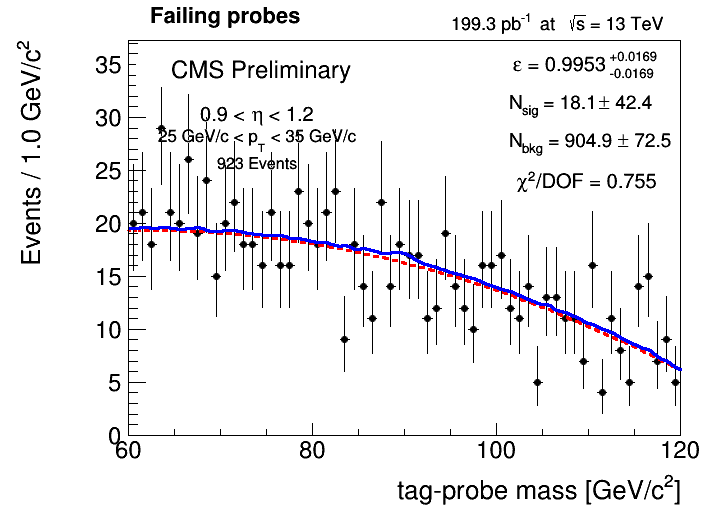 Failing probes
199.3 pb⁻¹ at √s = 13 TeV
CMS Preliminary
0.9 < η < 1.2
25 GeV/c < p_T < 35 GeV/c
923 Events
ε = 0.9953 +0.0169 -0.0169
N_sig = 18.1 ± 42.4
N_bkg = 904.9 ± 72.5
χ²/DOF = 0.755
Events / 1.0 GeV/c²
35
30
25
20
15
10
5
0
60 80 100 120
tag-probe mass [GeV/c²]